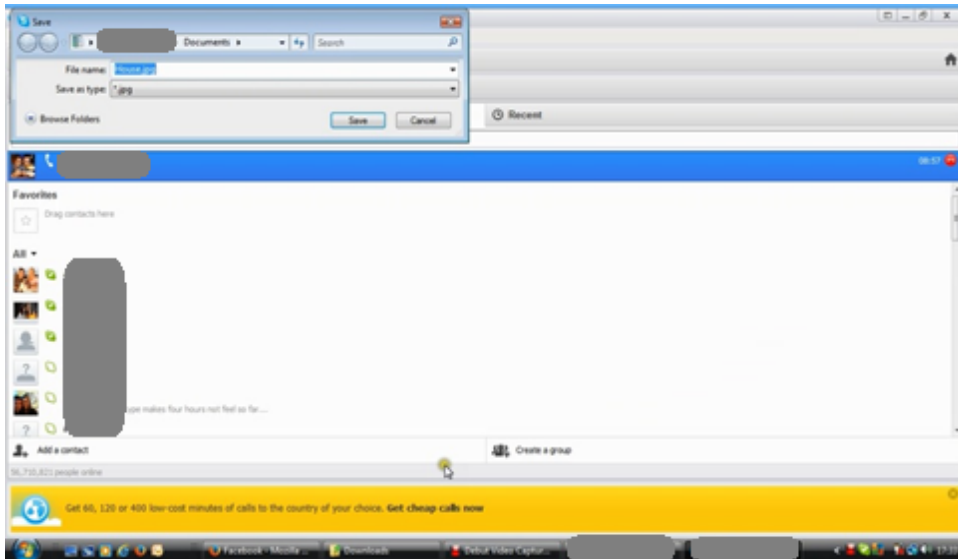 Save
Documents
Search
File name: House.jpg
Save as type: *.jpg
Browse Folders
Save
Cancel
Recent
08:57
Favorites
Drag contacts here
All
ype makes four hours not feel so far....
Add a contact
Create a group
people online
Get 60, 120 or 400 low-cost minutes of calls to the country of your choice. Get cheap calls now
Facebook - Mozilla ...
Downloads
Debut Video Captur...